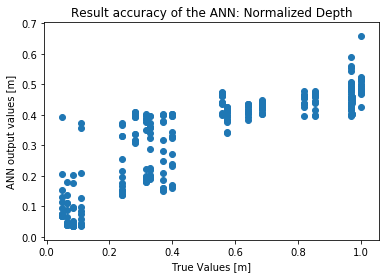 Result accuracy of the ANN: Normalized Depth
0.7
0.6
0.5
0.4
0.3
0.2
0.1
0.0
ANN output values [m]
0.0 0.2 0.4 0.6 0.8 1.0
True Values [m]